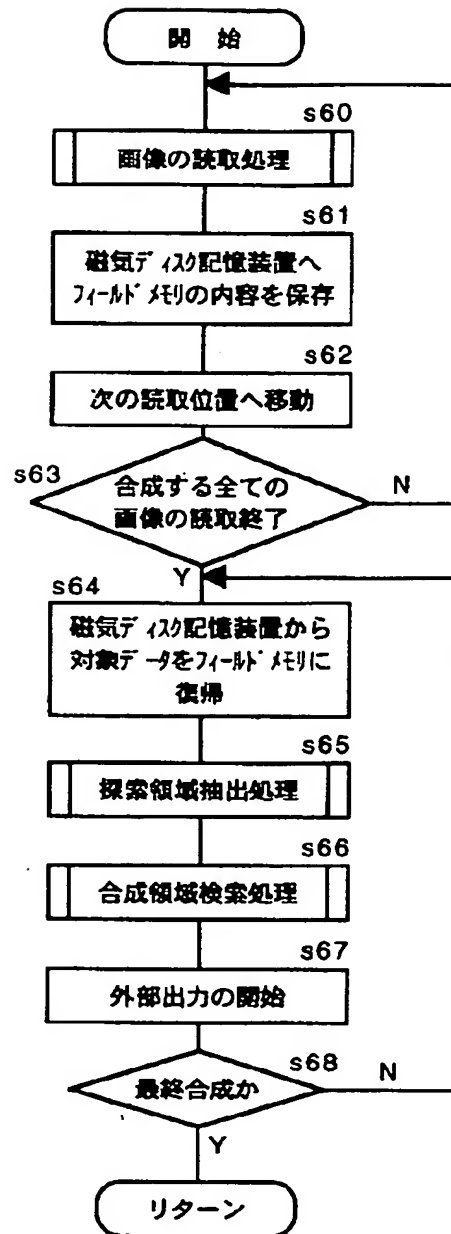 開 始
s60
画像の読取処理
s61
磁気ディスク記憶装置へ
フィールドメモリの内容を保存
s62
次の読取位置へ移動
s63
合成する全ての
画像の読取終了
N
Y
s64
磁気ディスク記憶装置から
対象データをフィールドメモリに
復帰
s65
探索領域抽出処理
s66
合成領域検索処理
s67
外部出力の開始
s68
最終合成か
N
Y
リターン